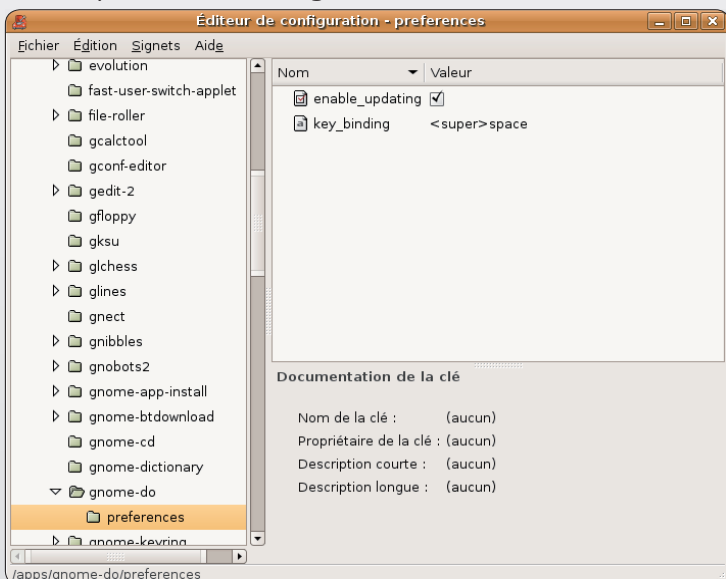 Éditeur de configuration - preferences
Fichier Édition Signets Aide
evolution
fast-user-switch-applet
file-roller
gcalctool
gconf-editor
gedit-2
gfloppy
gksu
glchess
glines
gnect
gnibbles
gnobots2
gnome-app-install
gnome-btdownload
gnome-cd
gnome-dictionary
gnome-do
preferences
gnome-keyring
Nom Valeur
enable_updating
key_binding <super>space
Documentation de la clé
Nom de la clé : (aucun)
Propriétaire de la clé : (aucun)
Description courte : (aucun)
Description longue : (aucun)
/apps/gnome-do/preferences